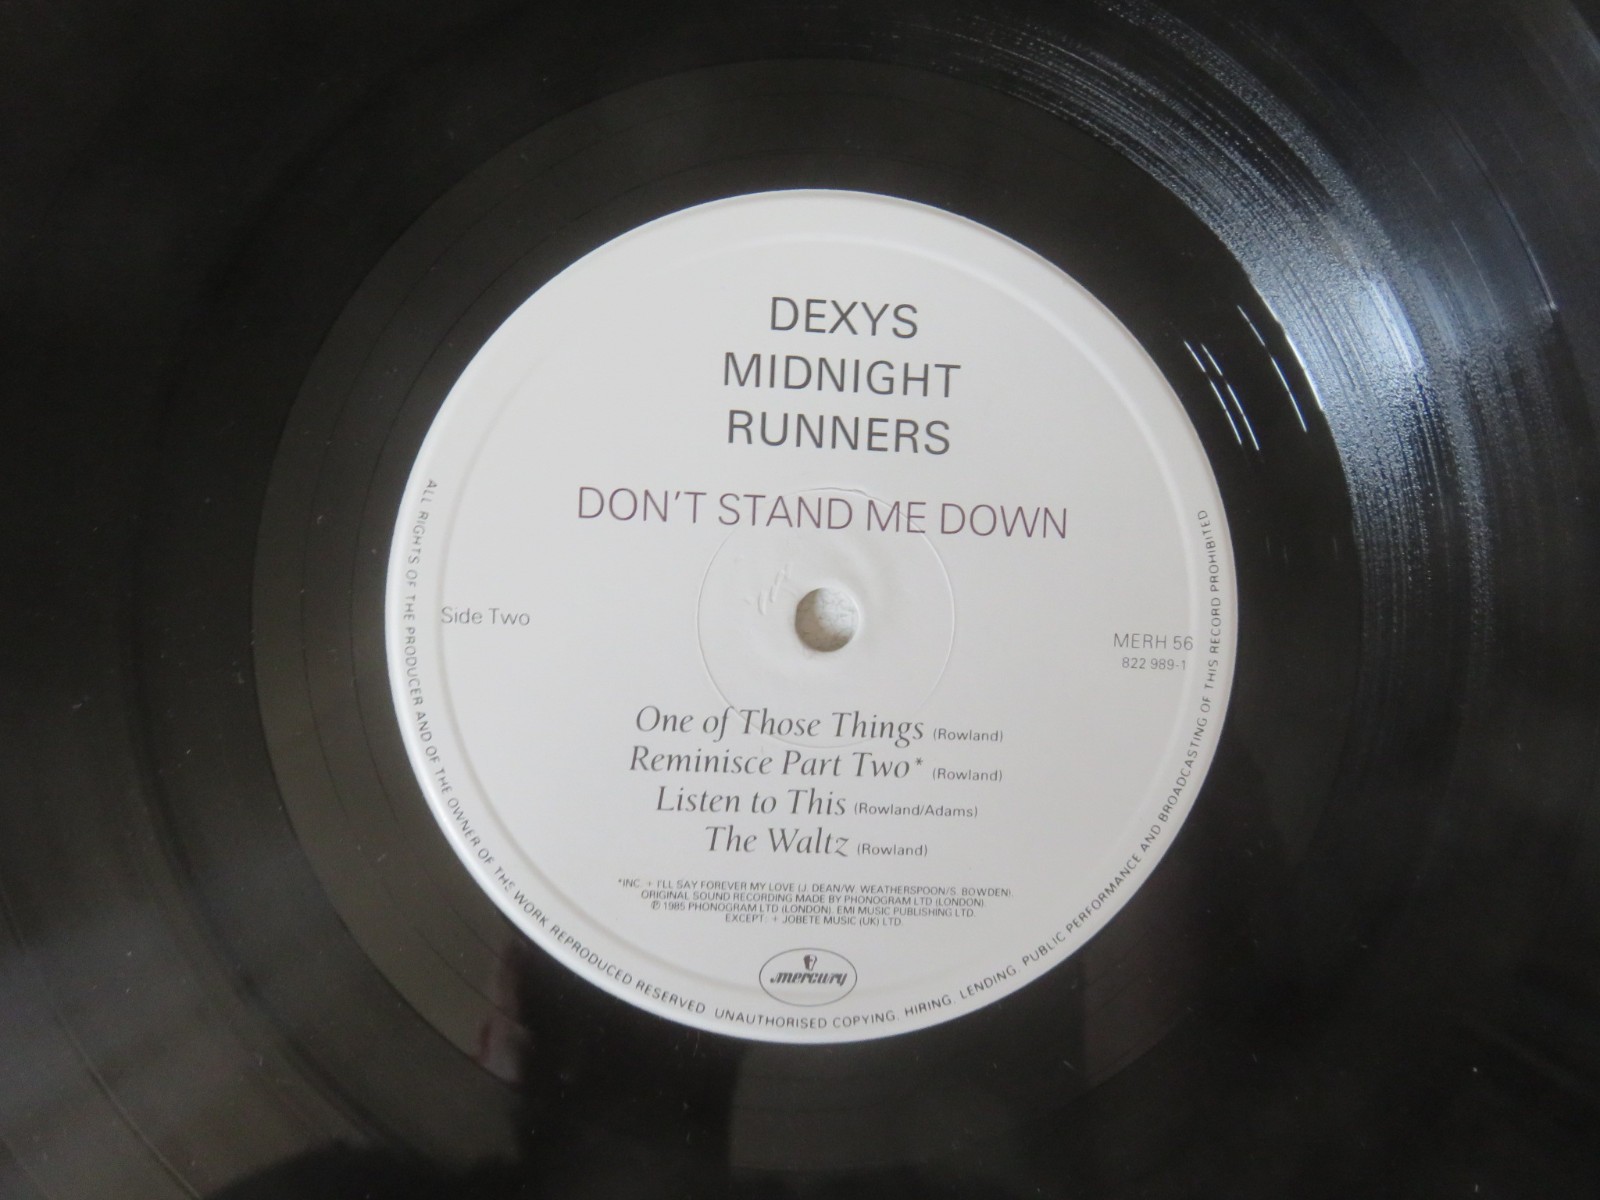 DEXYS
MIDNIGHT
RUNNERS
DON'T STAND ME DOWN
Side Two
MERH 56
822 989-1
One of Those Things (Rowland)
Reminisce Part Two* (Rowland)
Listen to This (Rowland/Adams)
The Waltz (Rowland)
*INC. + I'LL SAY FOREVER MY LOVE (J. DEAN/W. WEATHERSPOON/S. BOWDEN).
ORIGINAL SOUND RECORDING MADE BY PHONOGRAM LTD (LONDON)
℗ 1985 PHONOGRAM LTD (LONDON). EMI MUSIC PUBLISHING LTD.
EXCEPT: + JOBETE MUSIC (UK) LTD.
mercury
ALL RIGHTS OF THE PRODUCER AND OF THE OWNER OF THE WORK REPRODUCED RESERVED. UNAUTHORISED COPYING, HIRING, LENDING, PUBLIC PERFORMANCE AND BROADCASTING OF THIS RECORD PROHIBITED